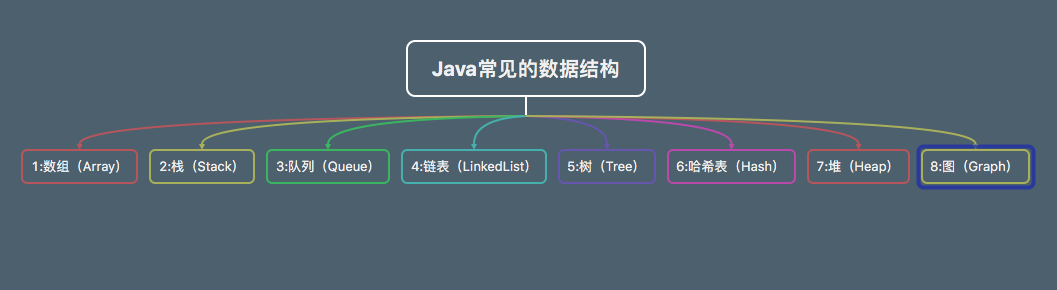 Java常见的数据结构
1:数组（Array）
2:栈（Stack）
3:队列（Queue）
4:链表（LinkedList）
5:树（Tree）
6:哈希表（Hash）
7:堆（Heap）
8:图（Graph）